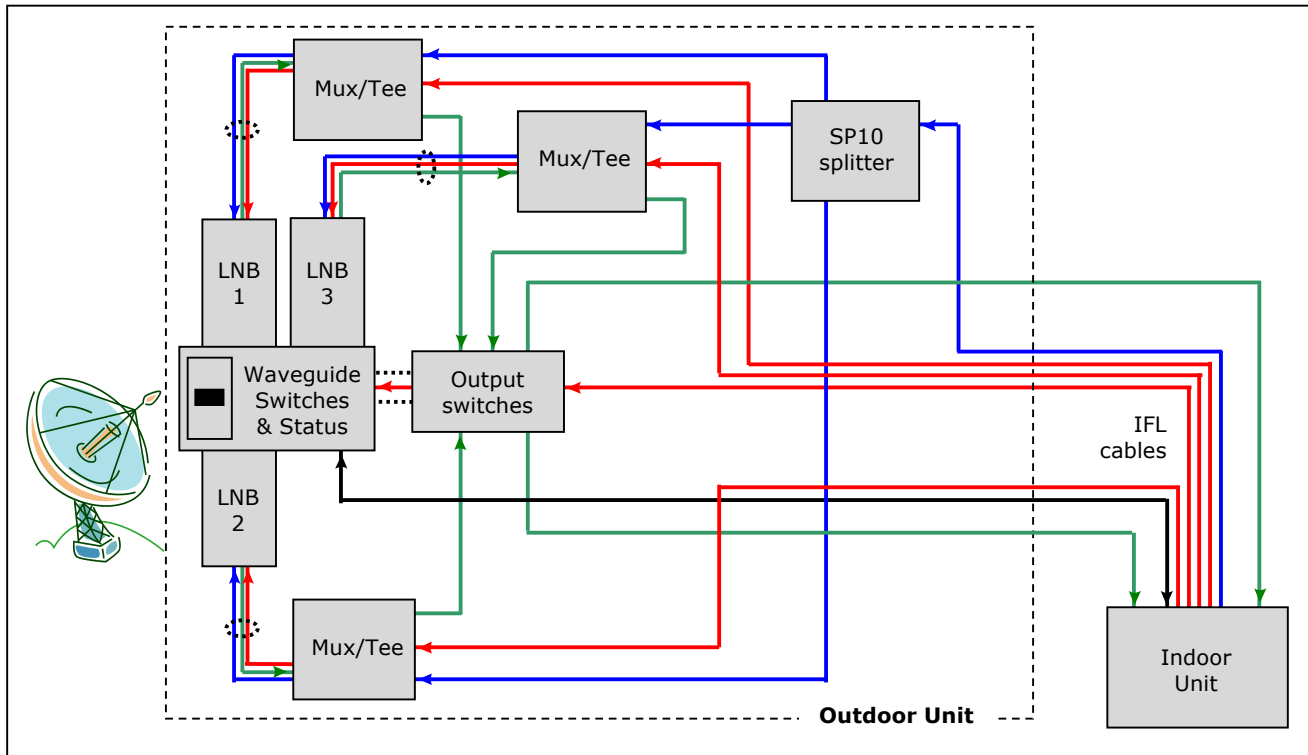 Mux/Tee
Mux/Tee
SP10
splitter
LNB
1
LNB
3
Waveguide
Switches
& Status
Output
switches
IFL
cables
LNB
2
Mux/Tee
Indoor
Unit
Outdoor Unit